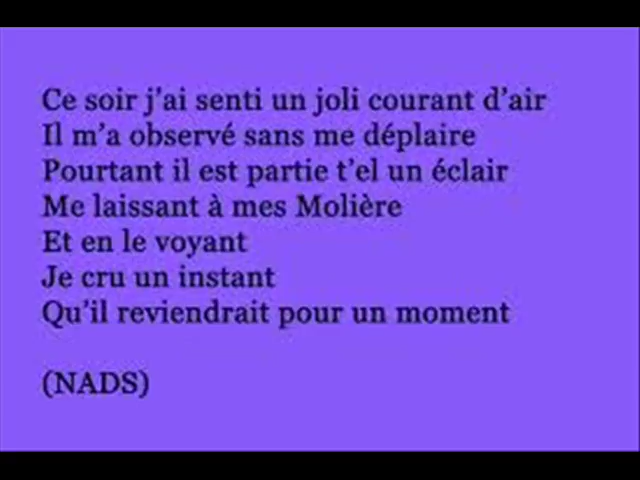 Ce soir j'ai senti un joli courant d'air
Il m'a observé sans me déplaire
Pourtant il est partie t'el un éclair
Me laissant à mes Molière
Et en le voyant
Je cru un instant
Qu'il reviendrait pour un moment
(NADS)